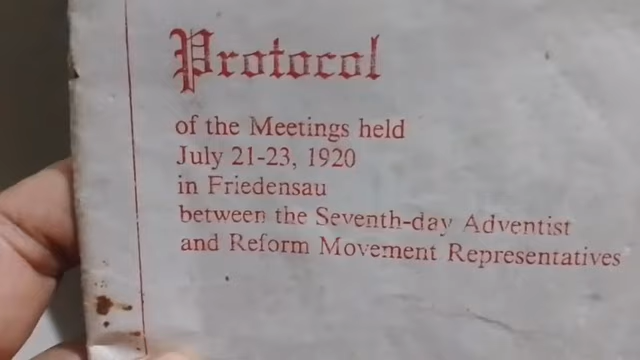 Protocol
of the Meetings held
July 21-23, 1920
in Friedensau
between the Seventh-day Adventist
and Reform Movement Representatives